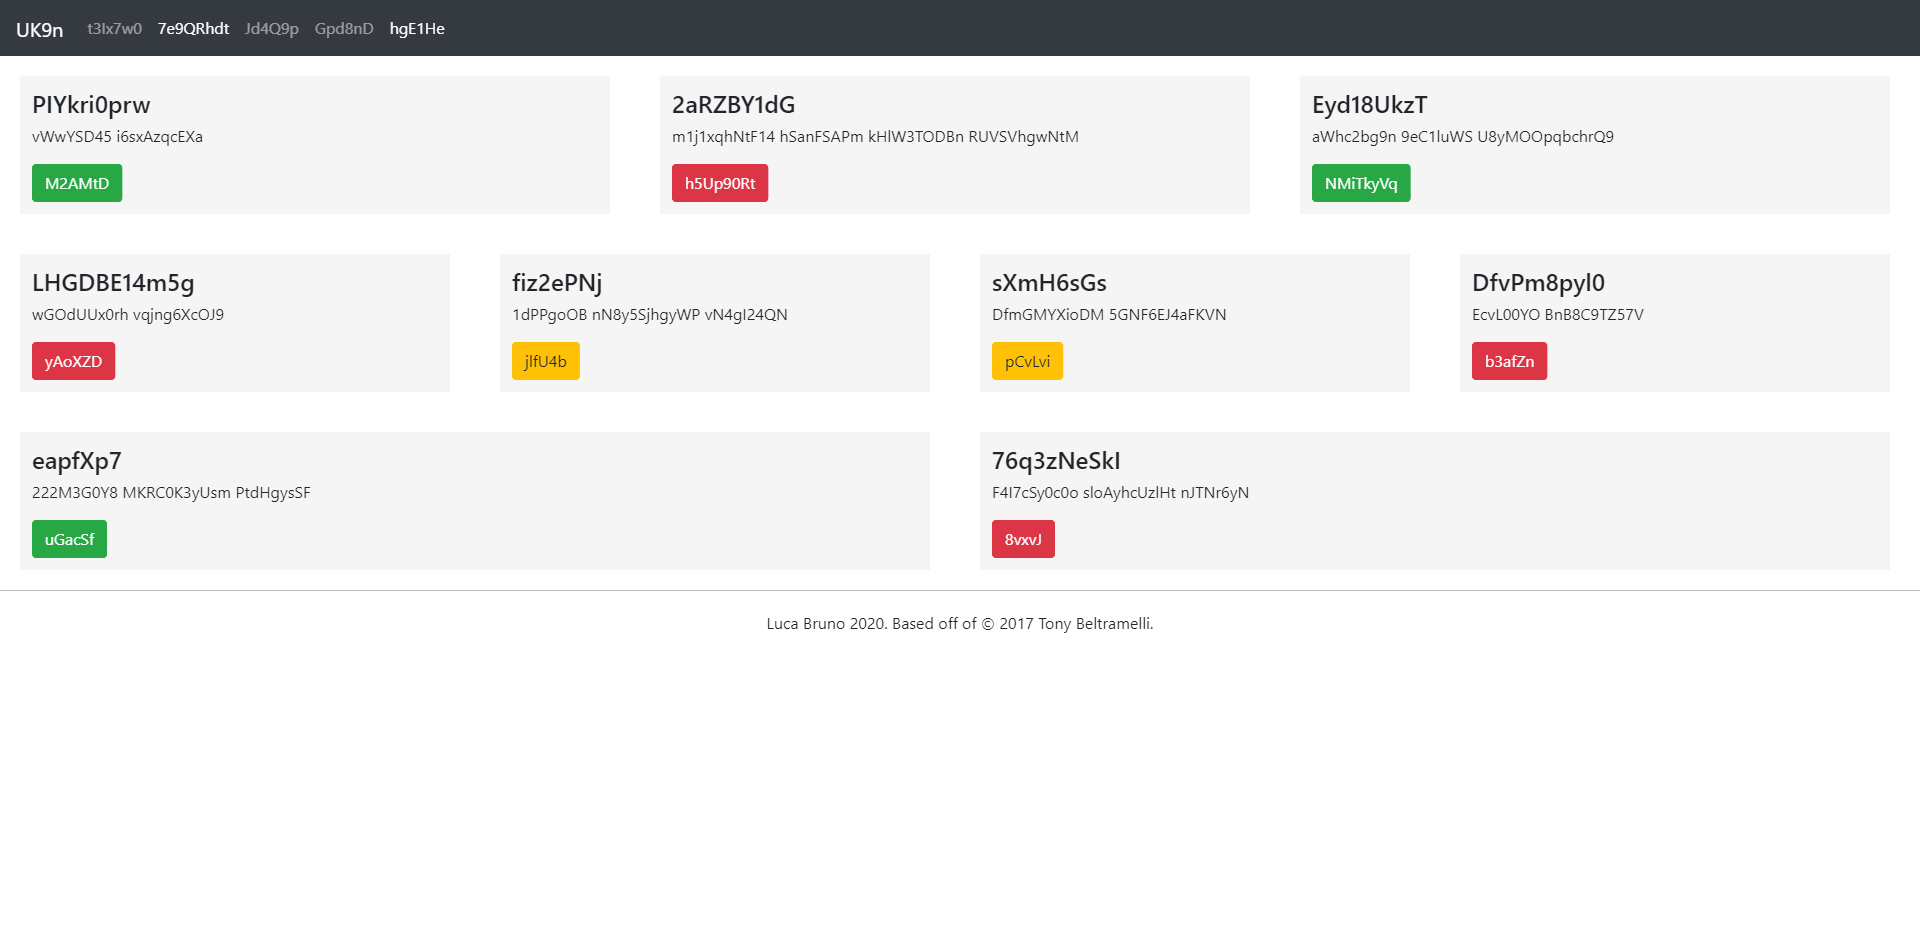 UK9n t3Ix7w0 7e9QRhdt Jd4Q9p Gpd8nD hgE1He
PIYkri0prw
vWwYSD45 i6sxAzqcEXa
M2AMtD
2aRZBY1dG
m1j1xqhNtF14 hSanFSAPm kHlW3TODBn RUVSVhgwNtM
h5Up90Rt
Eyd18UkzT
aWhc2bg9n 9eC1luWS U8yMOOpqbchrQ9
NMiTkyVq
LHGDBE14m5g
wGOdUUx0rh vqjng6XcOJ9
yAoXZD
fiz2ePNj
1dPPgoOB nN8y5SjhgyWP vN4gI24QN
jlfU4b
sXmH6sGs
DfmGMYXioDM 5GNF6EJ4aFKVN
pCvLvi
DfvPm8pyl0
EcvL00YO BnB8C9TZ57V
b3afZn
eapfXp7
222M3G0Y8 MKRC0K3yUsm PtdHgysSF
uGacSf
76q3zNeSkI
F4I7cSy0c0o sloAyhcUzlHt nJTNr6yN
8vxvJ
Luca Bruno 2020. Based off of © 2017 Tony Beltramelli.